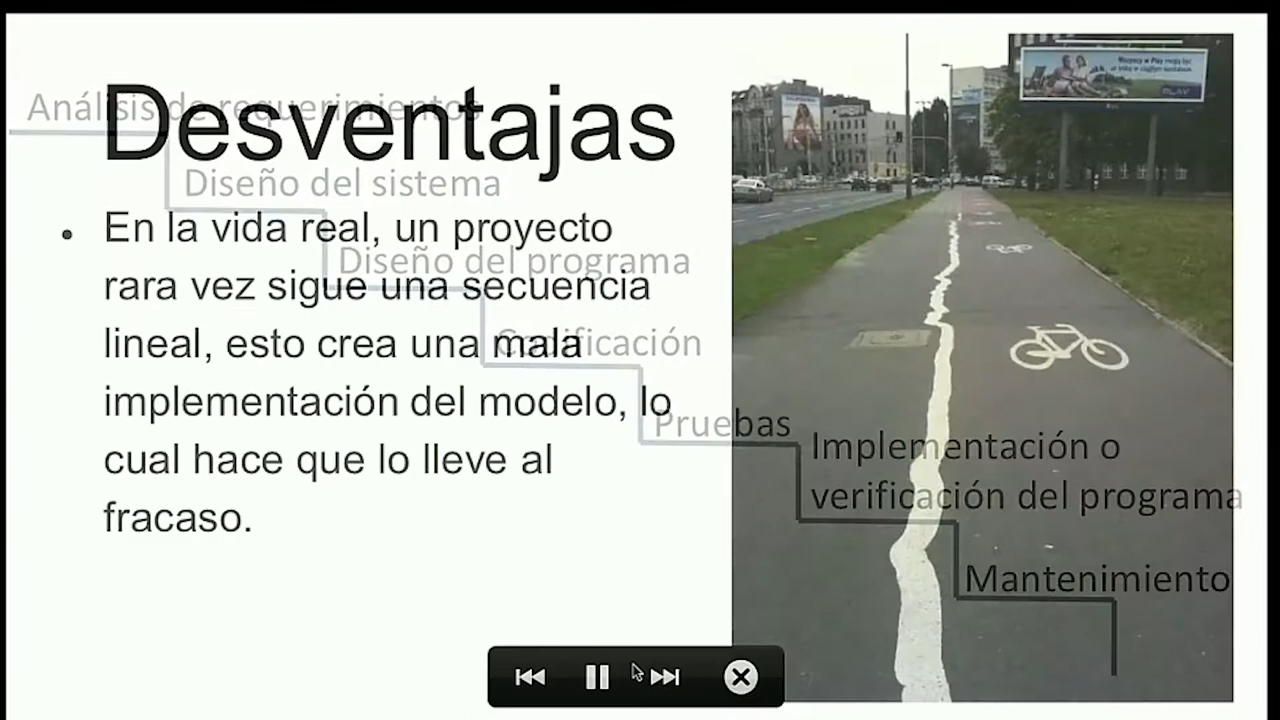 Desventajas
En la vida real, un proyecto
rara vez sigue una secuencia
lineal, esto crea una mala
implementación del modelo, lo
cual hace que lo lleve al
fracaso.
Análisis de requerimientos
Diseño del sistema
Diseño del programa
Codificación
Pruebas
Implementación o
verificación del programa
Mantenimiento
PLAY